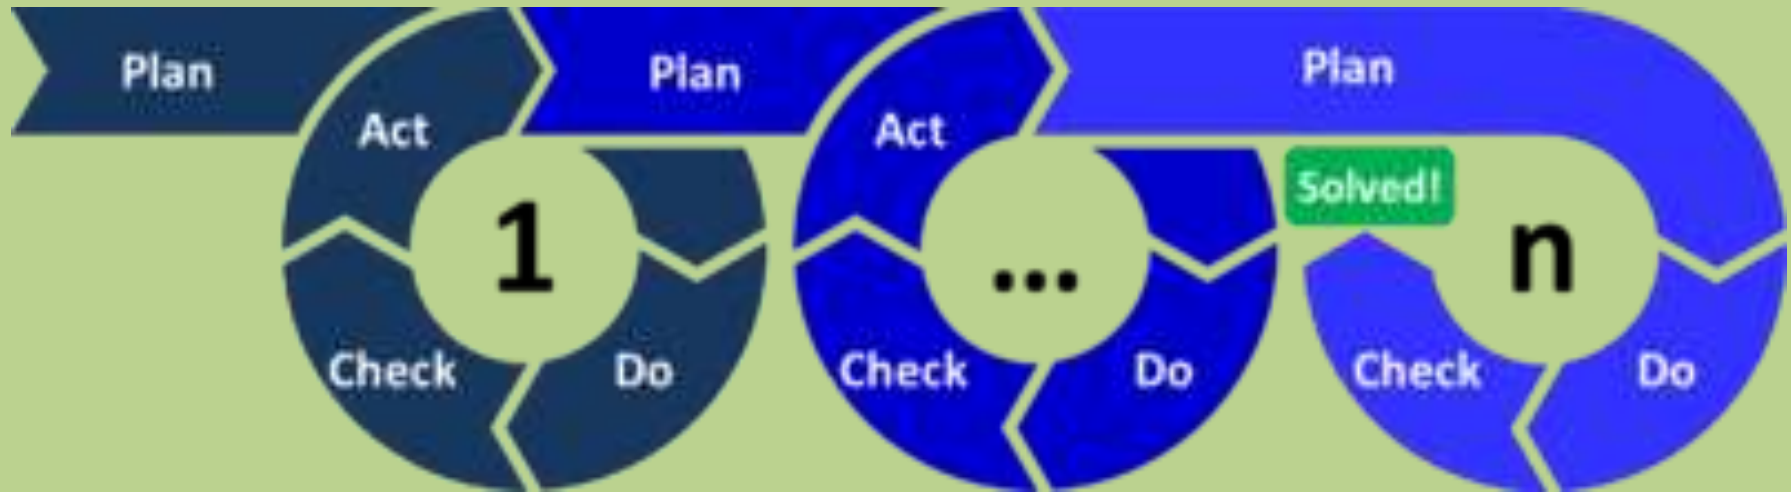 Plan
Act
1
Check
Do
Plan
Act
...
Check
Do
Plan
Solved!
n
Check
Do